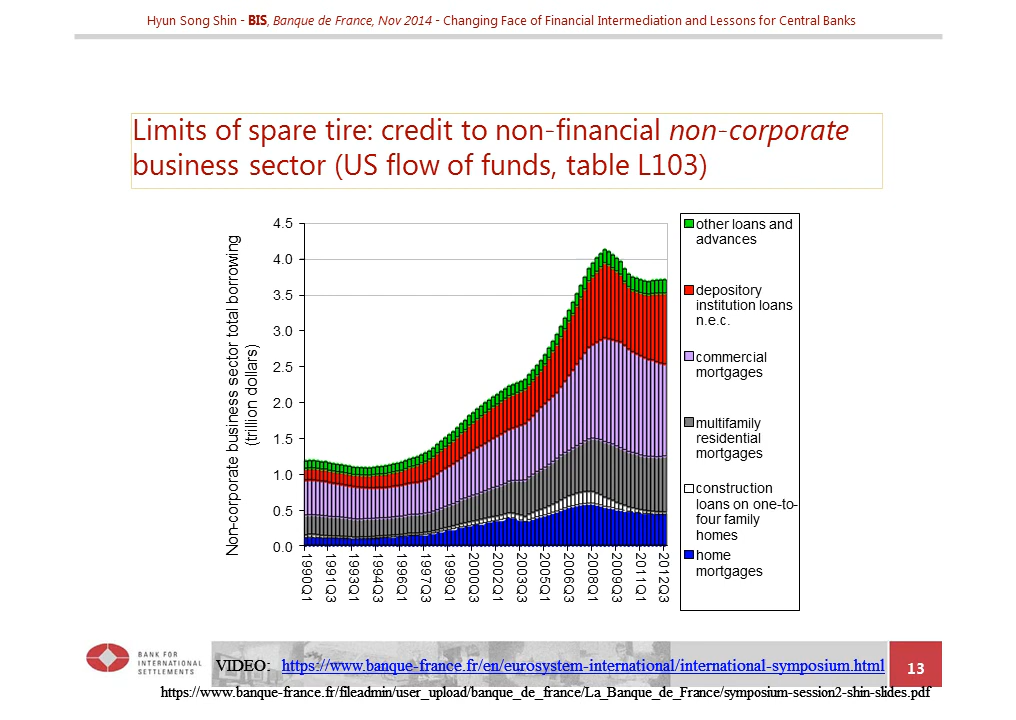 Hyun Song Shin - BIS, Banque de France, Nov 2014 - Changing Face of Financial Intermediation and Lessons for Central Banks
Limits of spare tire: credit to non-financial non-corporate
business sector (US flow of funds, table L103)
Non-corporate business sector total borrowing
(trillion dollars)
4.5
4.0
3.5
3.0
2.5
2.0
1.5
1.0
0.5
0.0
1990Q1
1991Q3
1993Q1
1994Q3
1996Q1
1997Q3
1999Q1
2000Q3
2002Q1
2003Q3
2005Q1
2006Q3
2008Q1
2009Q3
2011Q1
2012Q3
other loans and
advances
depository
institution loans
n.e.c.
commercial
mortgages
multifamily
residential
mortgages
construction
loans on one-to-
four family
homes
home
mortgages
BANK FOR
INTERNATIONAL
SETTLEMENTS
VIDEO: https://www.banque-france.fr/en/eurosystem-international/international-symposium.html
13
https://www.banque-france.fr/fileadmin/user_upload/banque_de_france/La_Banque_de_France/symposium-session2-shin-slides.pdf